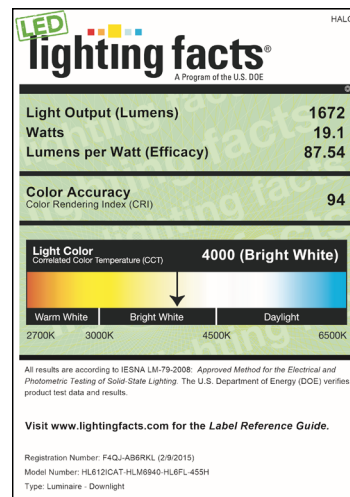 HALO
LED
lighting facts®
A Program of the U.S. DOE
Light Output (Lumens) 1672
Watts 19.1
Lumens per Watt (Efficacy) 87.54
Color Accuracy
Color Rendering Index (CRI) 94
Light Color
Correlated Color Temperature (CCT) 4000 (Bright White)
Warm White Bright White Daylight
2700K 3000K 4500K 6500K
All results are according to IESNA LM-79-2008: Approved Method for the Electrical and
Photometric Testing of Solid-State Lighting. The U.S. Department of Energy (DOE) verifies
product test data and results.
Visit www.lightingfacts.com for the Label Reference Guide.
Registration Number: F4QJ-AB6RKL (2/9/2015)
Model Number: HL612ICAT-HLM6940-HL6FL-455H
Type: Luminaire - Downlight